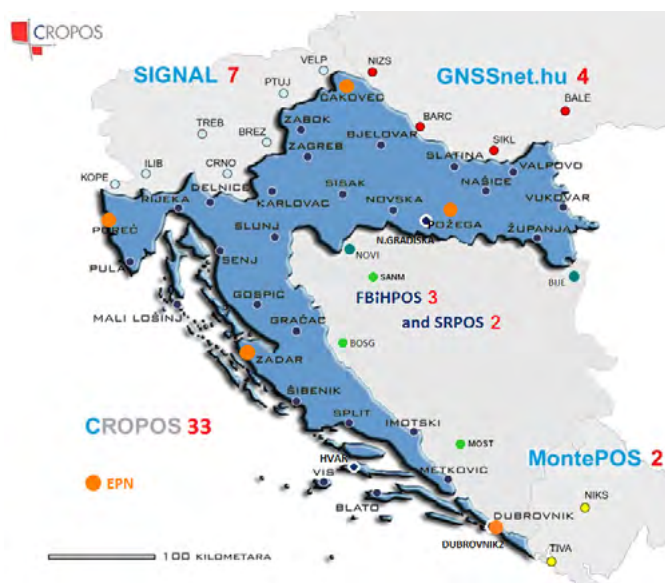 CROPOS
VELP
NIZS
SIGNAL 7
GNSSnet.hu 4
PTUJ
ČAKOVEC
BALE
TREB
BREZ
ZABOK
BARC
BJELOVAR
SIKL
ZAGREB
SLATINA
VALPOVO
KOPE
ILIB
CRNO
DELNICE
NAŠICE
RIJEKA
KARLOVAC
SISAK
NOVSKA
VUKOVAR
POREČ
POŽEGA
N.GRADIŠKA
ŽUPANJA
SLUNJ
PULA
SENJ
NOVI
SANM
BIJE
FBiHPOS 3
GOSPIĆ
MALI LOŠINJ
and SRPOS 2
GRAČAC
BOSG
ZADAR
ŠIBENIK
CROPOS 33
SPLIT
IMOTSKI
MOST
HVAR
MontePOS 2
EPN
VIS
METKOVIĆ
BLATO
NIKS
DUBROVNIK
DUBROVNIK2
TIVA
100 KILOMETARA